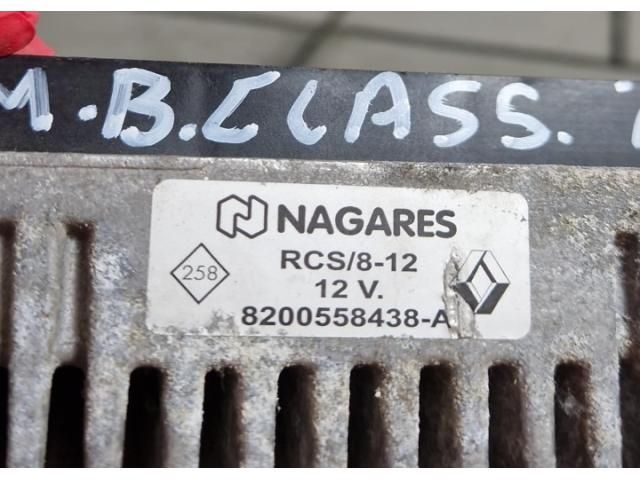 M.B.CLASS.
NAGARES
RCS/8-12
258
12 V.
8200558438-A